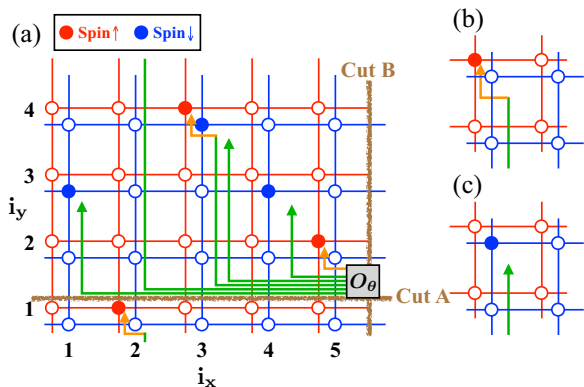 (a)
Spin↑ Spin↓
Cut B
4
3
i_y
2
1
O_θ
Cut A
1 2 3 4 5
i_x
(b)
(c)